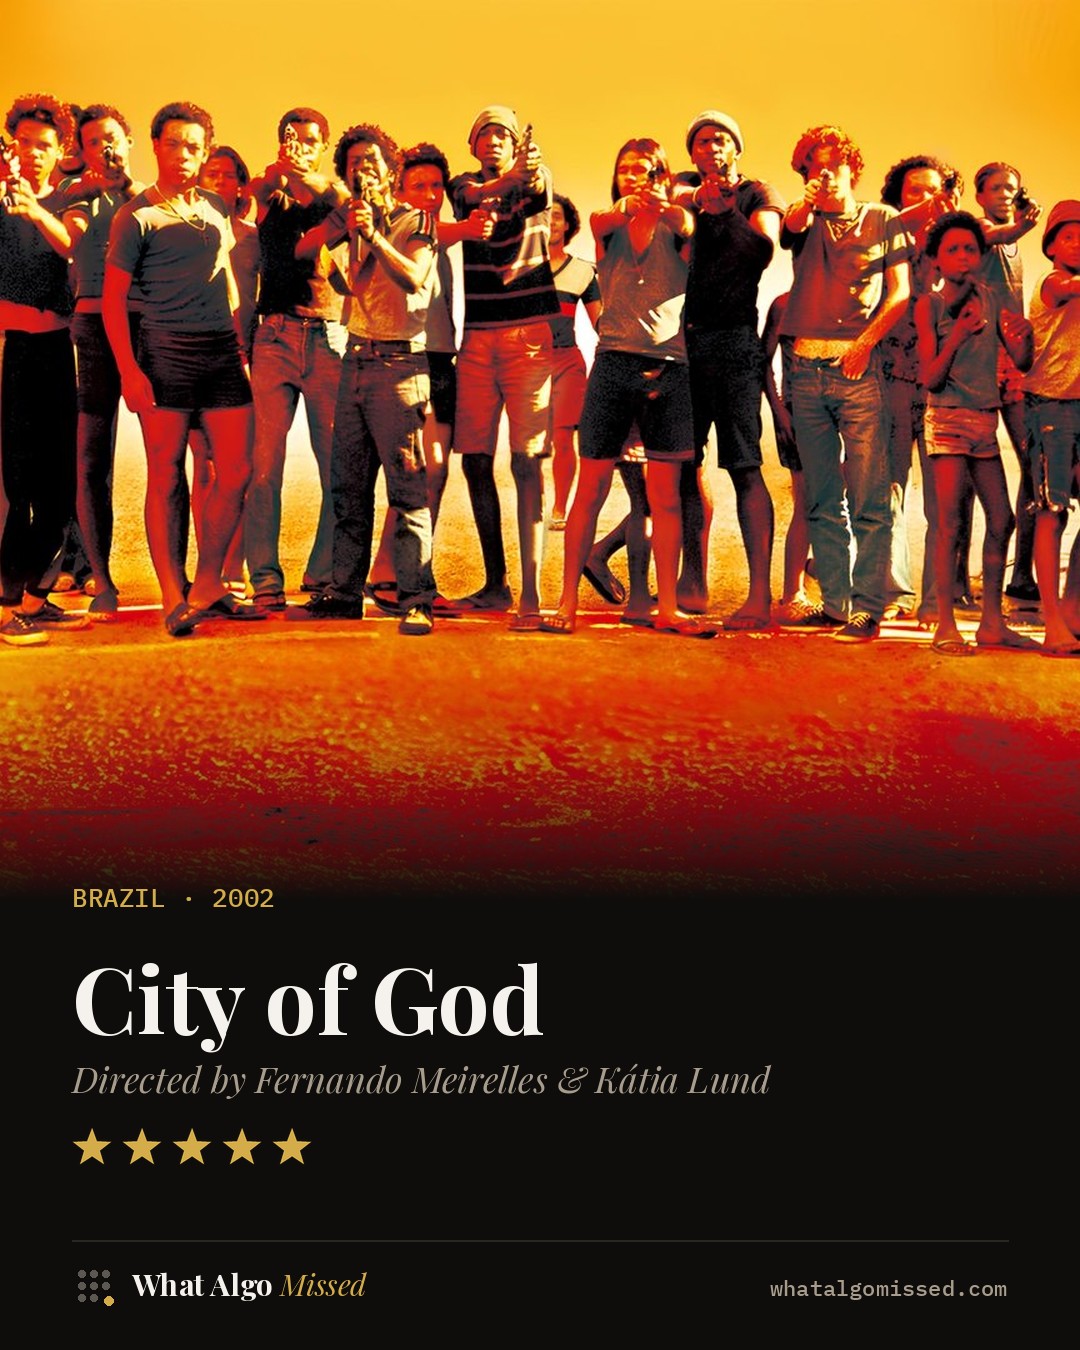 BRAZIL · 2002
City of God
Directed by Fernando Meirelles & Kátia Lund
What Algo Missed
whatalgomissed.com